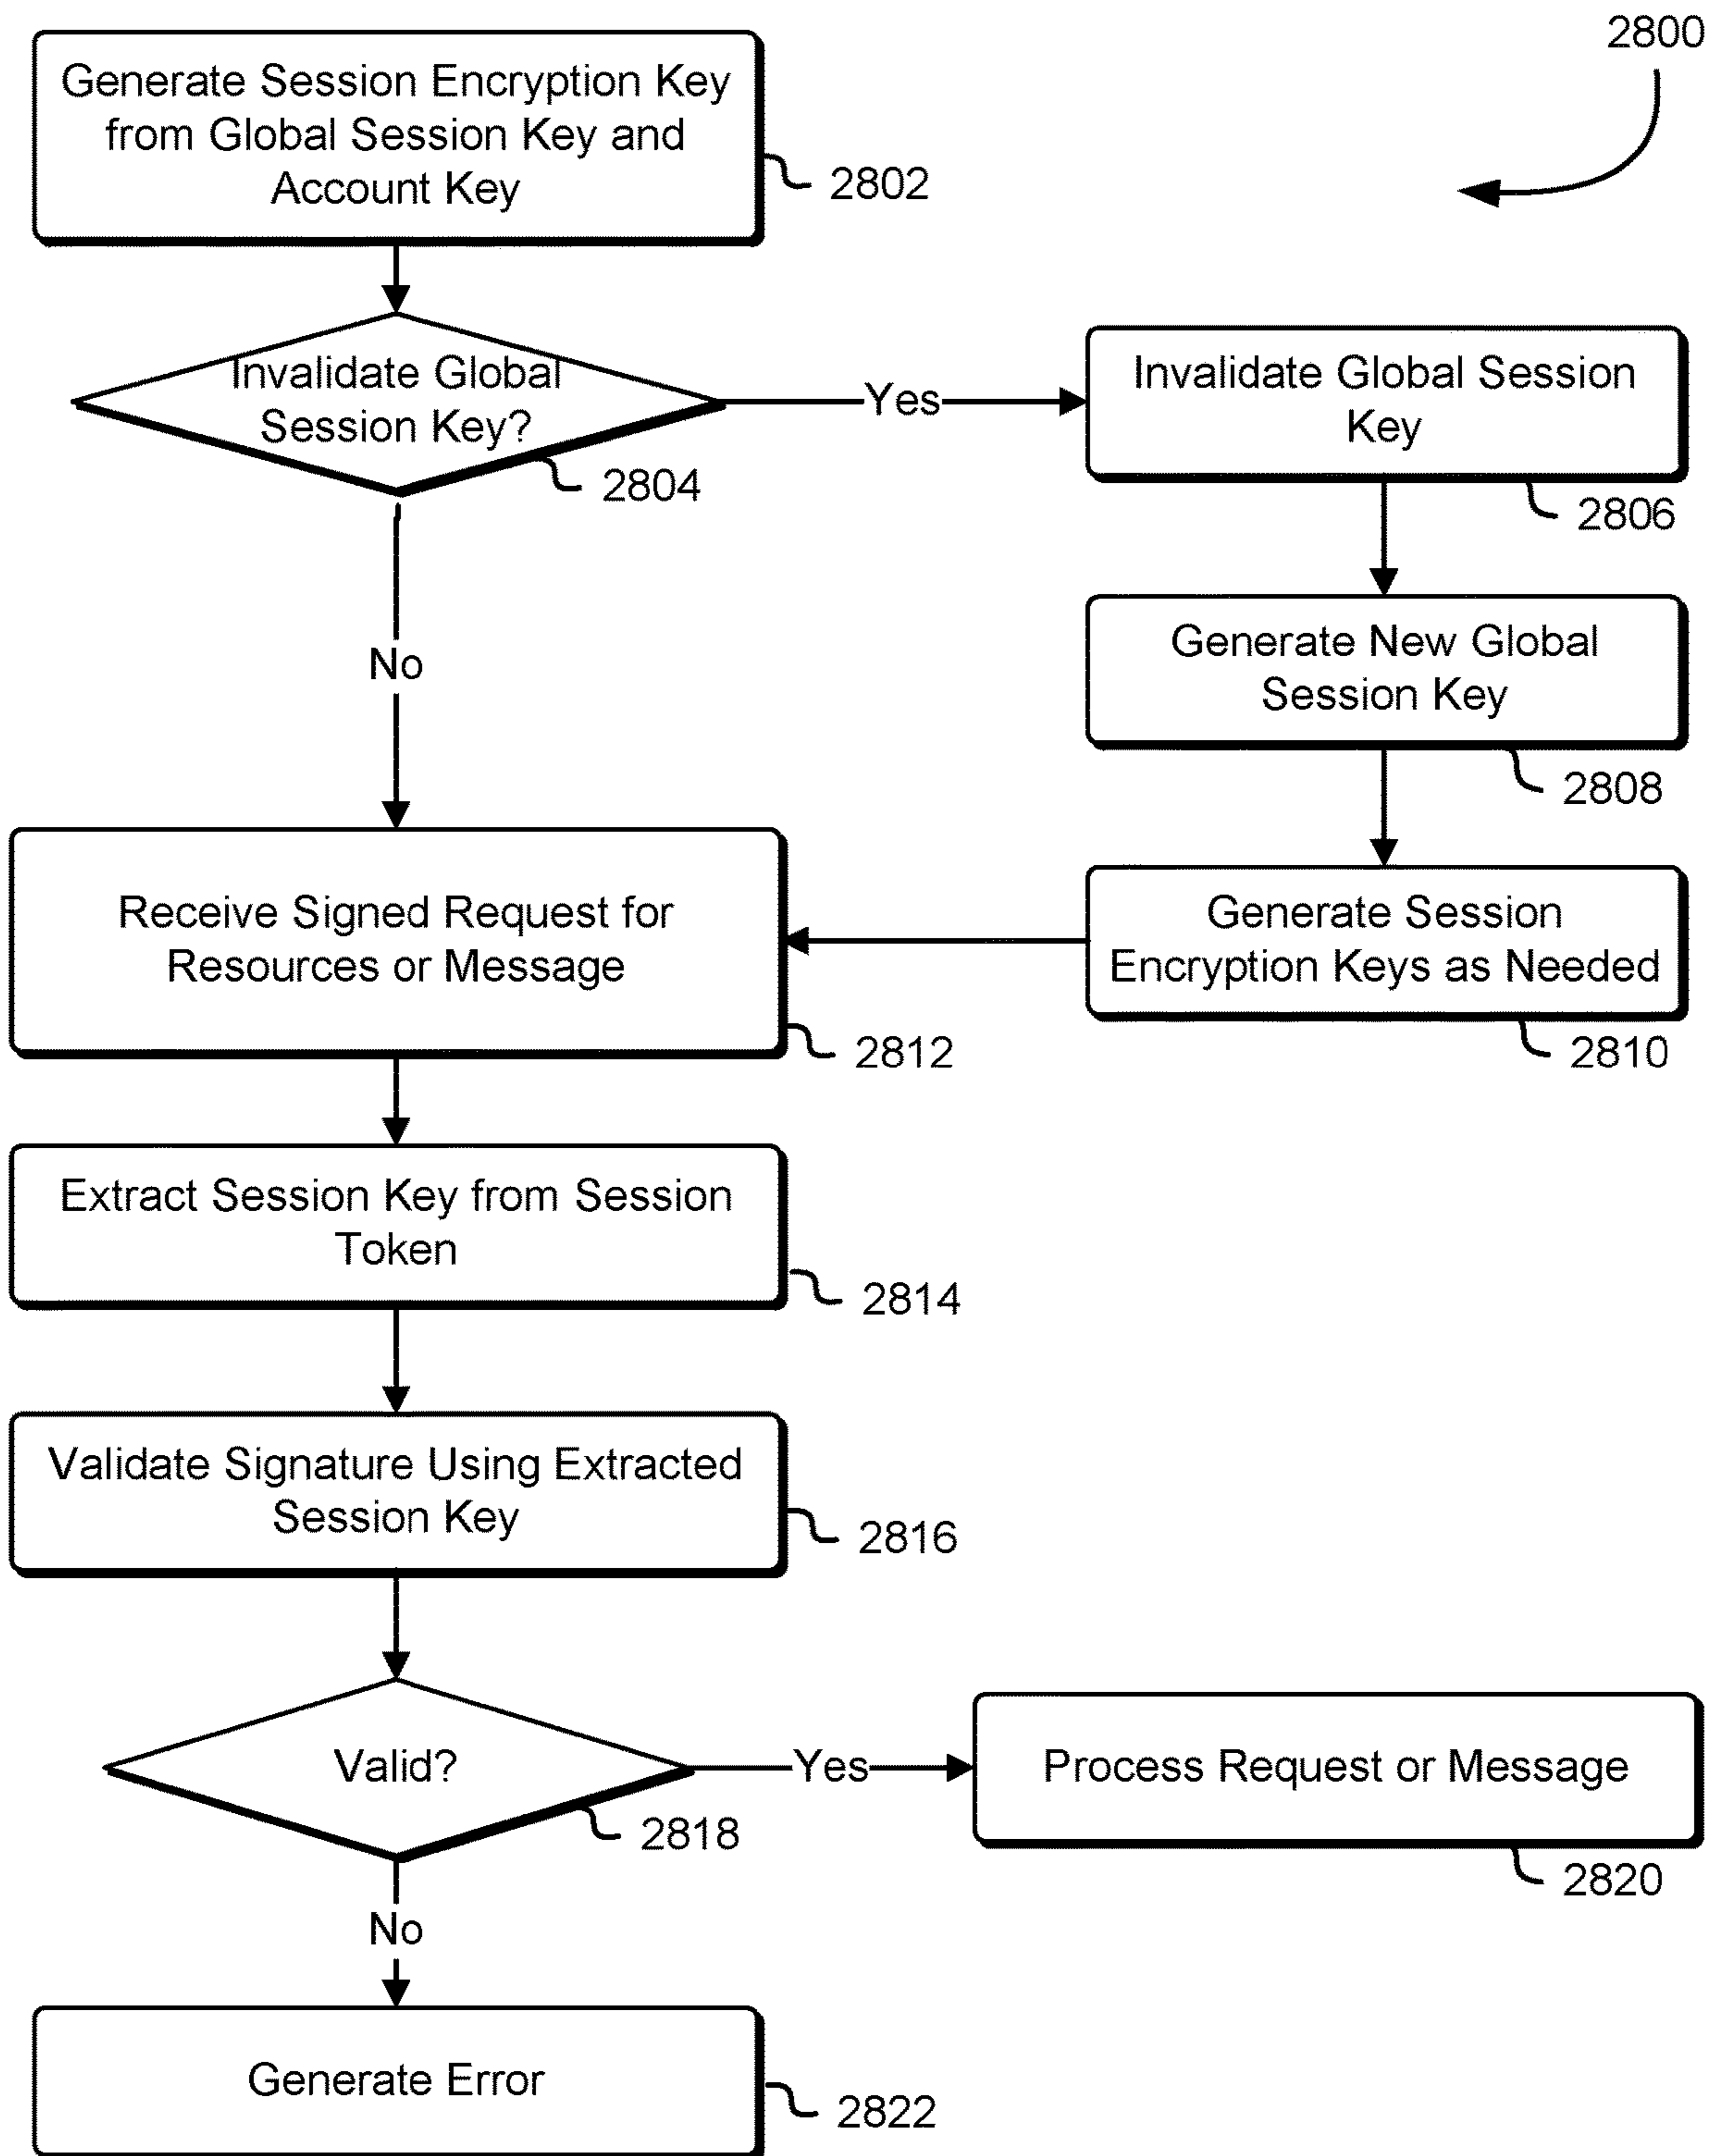 2800
Generate Session Encryption Key
from Global Session Key and
Account Key
2802
Invalidate Global
Session Key?
2804
Yes
Invalidate Global Session
Key
2806
No
Generate New Global
Session Key
2808
Generate Session
Encryption Keys as Needed
2810
Receive Signed Request for
Resources or Message
2812
Extract Session Key from Session
Token
2814
Validate Signature Using Extracted
Session Key
2816
Valid?
2818
Yes
Process Request or Message
2820
No
Generate Error
2822